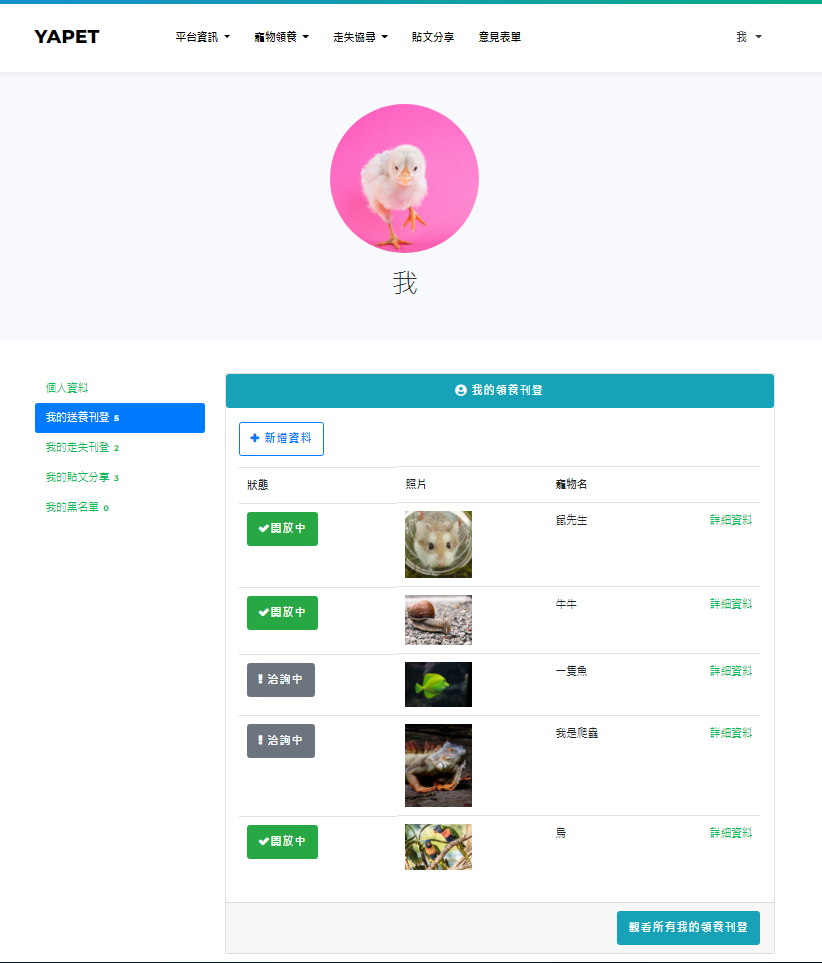 YAPET
平台資訊 寵物領養 走失協尋 貼文分享 意見表單 我
我
個人資料
我的送養刊登 5
我的走失刊登 2
我的貼文分享 3
我的黑名單 0
我的領養刊登
新增資料
狀態 照片 寵物名
開放中 鼠先生 詳細資料
開放中 牛牛 詳細資料
洽詢中 一隻魚 詳細資料
洽詢中 我是爬蟲 詳細資料
開放中 鳥 詳細資料
觀看所有我的領養刊登